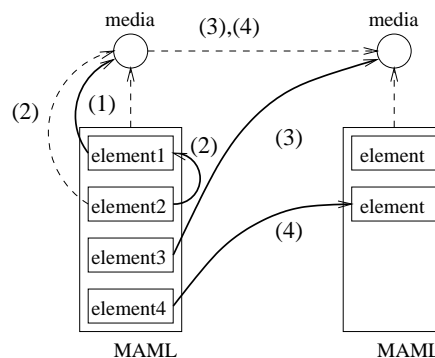 media media
(3),(4)
(2) (1)
element1 (2) element
(3)
element2 element
(4)
element3
element4
MAML MAML